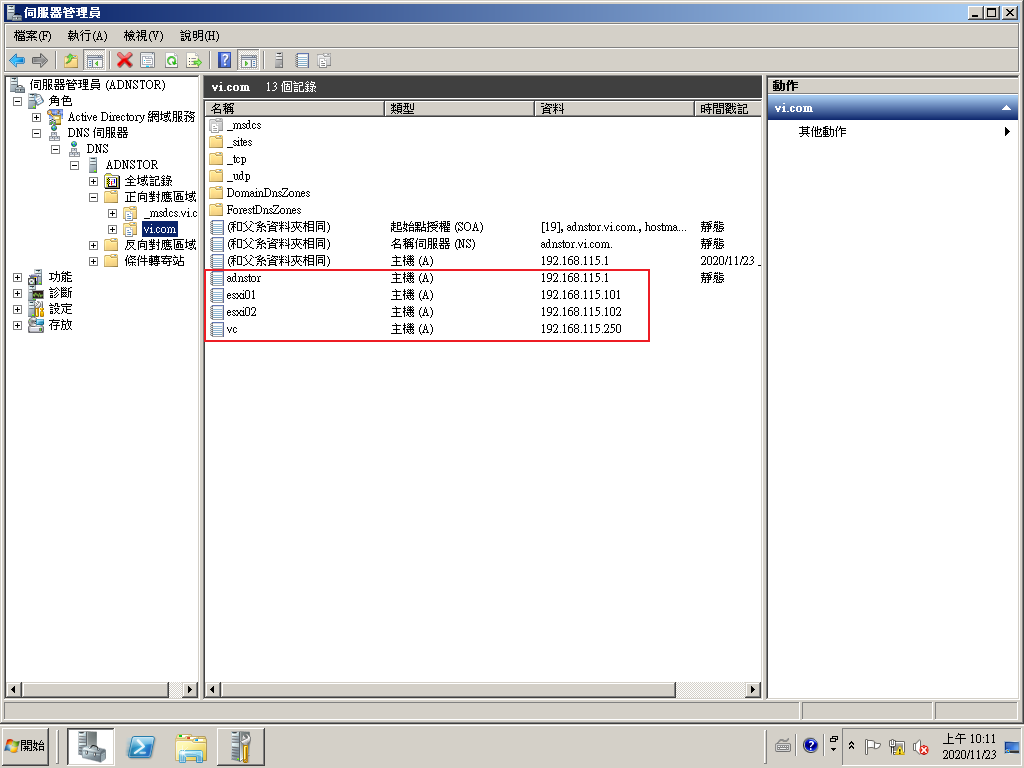 伺服器管理員
檔案(F) 執行(A) 檢視(V) 說明(H)
伺服器管理員 (ADNSTOR)
角色
Active Directory 網域服務
DNS 伺服器
DNS
ADNSTOR
全域記錄
正向對應區域
_msdcs.vi.c
vi.com
反向對應區域
條件轉寄站
功能
診斷
設定
存放
vi.com 13 個記錄
名稱 類型 資料 時間戳記
_msdcs
_sites
_tcp
_udp
DomainDnsZones
ForestDnsZones
(和父系資料夾相同) 起始點授權 (SOA) [19], adnstor.vi.com., hostma... 靜態
(和父系資料夾相同) 名稱伺服器 (NS) adnstor.vi.com. 靜態
(和父系資料夾相同) 主機 (A) 192.168.115.1 2020/11/23
adnstor 主機 (A) 192.168.115.1 靜態
esxi01 主機 (A) 192.168.115.101
esxi02 主機 (A) 192.168.115.102
vc 主機 (A) 192.168.115.250
動作
vi.com
其他動作
開始
上午 10:11
2020/11/23